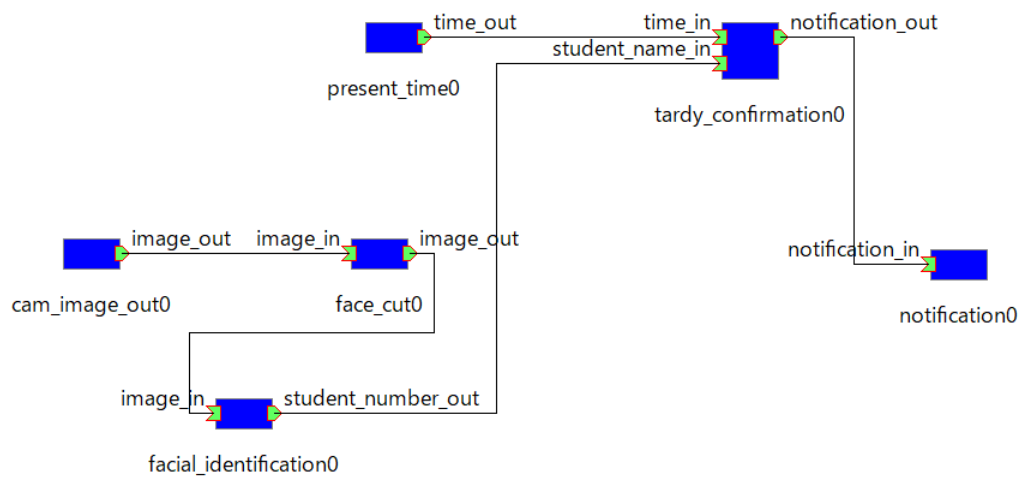 time_out
time_in
notification_out
student_name_in
present_time0
tardy_confirmation0
image_out
image_in
image_out
notification_in
cam_image_out0
face_cut0
notification0
image_in
student_number_out
facial_identification0